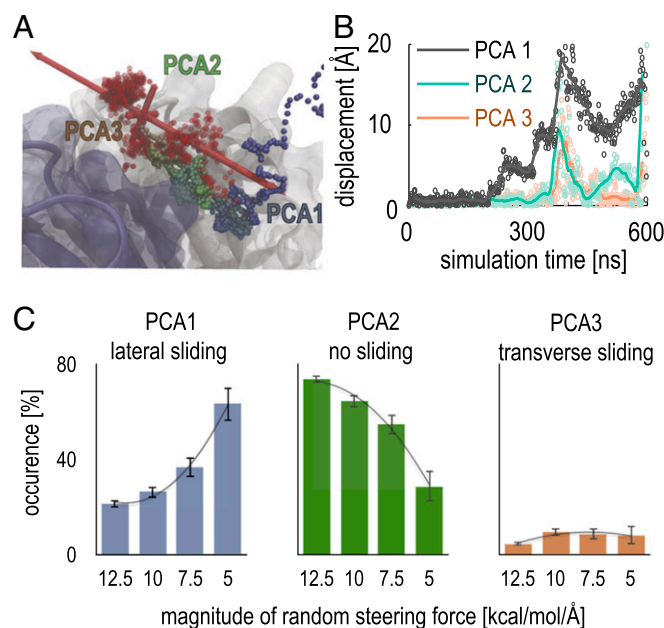 A
PCA2
PCA3
PCA1
B
displacement [Å]
20
10
0
PCA 1
PCA 2
PCA 3
0
300
600
simulation time [ns]
C
PCA1
lateral sliding
PCA2
no sliding
PCA3
transverse sliding
occurence [%]
80
40
0
12.5 10 7.5 5
12.5 10 7.5 5
12.5 10 7.5 5
magnitude of random steering force [kcal/mol/Å]